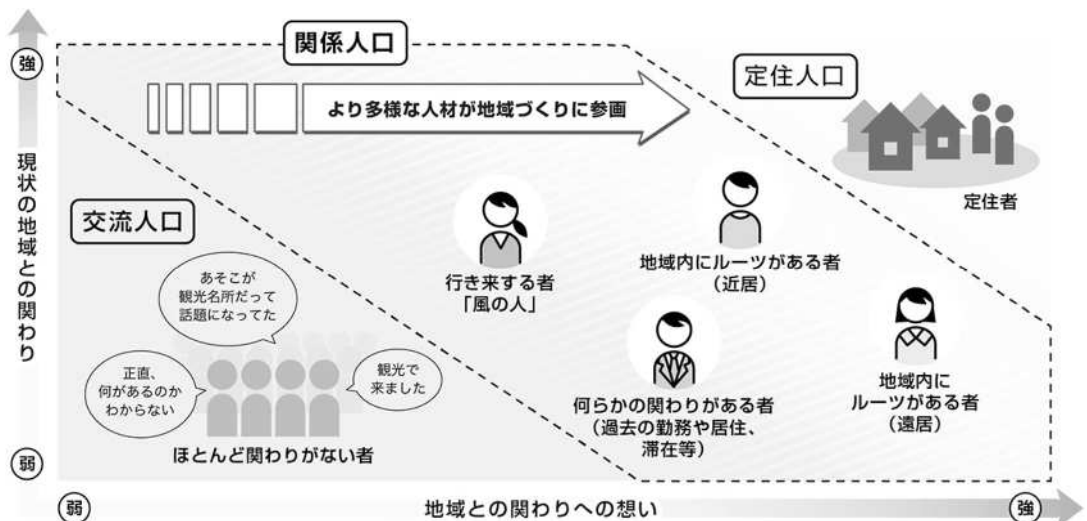 強
関係人口
定住人口
より多様な人材が地域づくりに参画
現状の地域との関わり
定住者
交流人口
あそこが
観光名所だって
話題になってた
行き来する者
「風の人」
地域内にルーツがある者
（近居）
正直、
何があるのか
わからない
観光で
来ました
ほとんど関わりがない者
何らかの関わりがある者
（過去の勤務や居住、
滞在等）
地域内に
ルーツがある者
（遠居）
弱
弱
地域との関わりへの想い
強